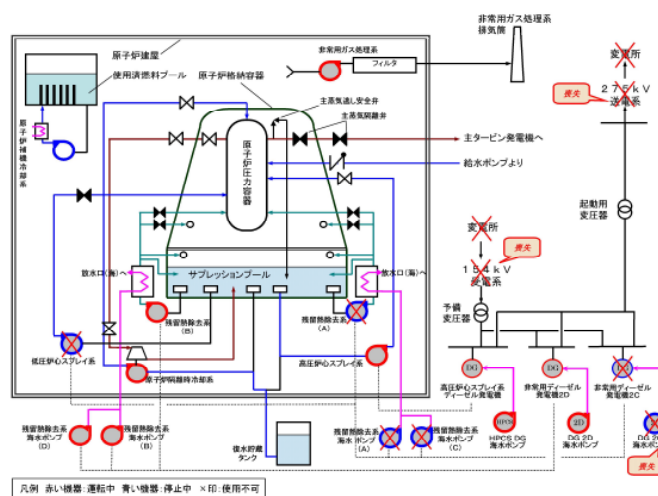 非常用ガス処理系
排気筒
原子炉建屋
非常用ガス処理系
フィルタ
変電所
使用済燃料プール
原子炉格納容器
喪失
275kV
送電系
主蒸気逃し安全弁
主蒸気隔離弁
原子炉補機冷却系
主タービン発電機へ
原子炉圧力容器
給水ポンプより
起動用
変圧器
変電所
喪失
154kV
受電系
放水口(海)へ
サプレッションプール
放水口(海)へ
予備
変圧器
残留熱除去系
(B)
残留熱除去系
(A)
低圧炉心スプレイ系
原子炉隔離時冷却系
高圧炉心スプレイ系
DG
DG
高圧炉心スプレイ系
ディーゼル発電機
非常用ディーゼル
発電機2D
非常用ディーゼル
発電機2C
残留熱除去系
海水ポンプ
(D)
残留熱除去系
海水ポンプ
(B)
復水貯蔵
タンク
残留熱除去系
海水ポンプ
(A)
残留熱除去系
海水ポンプ
(C)
HPCS
2D
HPCS DG
海水ポンプ
DG 2D
海水ポンプ
喪失
凡例 赤い機器:運転中 青い機器:停止中 ×印:使用不可